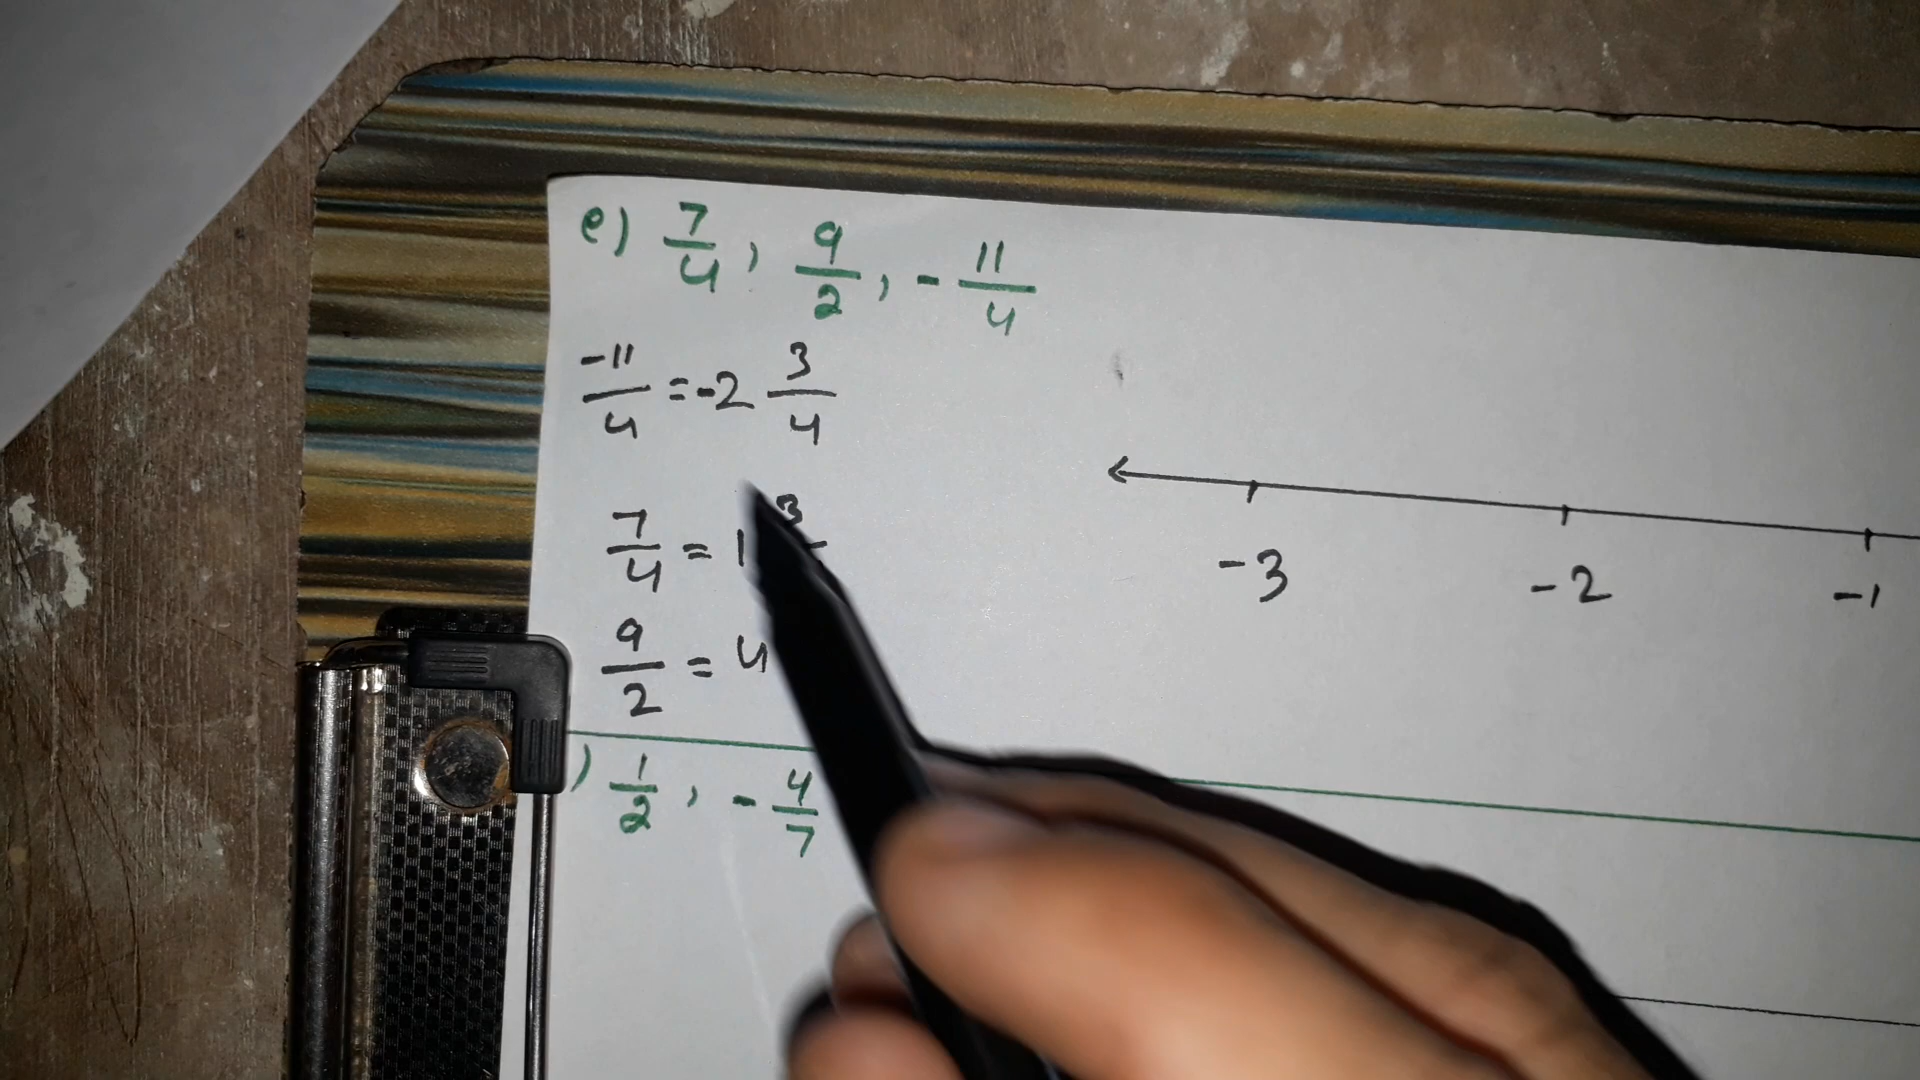 e) 7/4, 9/2, - 11/4
-11/4 = -2 3/4
7/4 = 1 3
9/2 = 4
) 1/2, - 4/7
-3 -2 -1